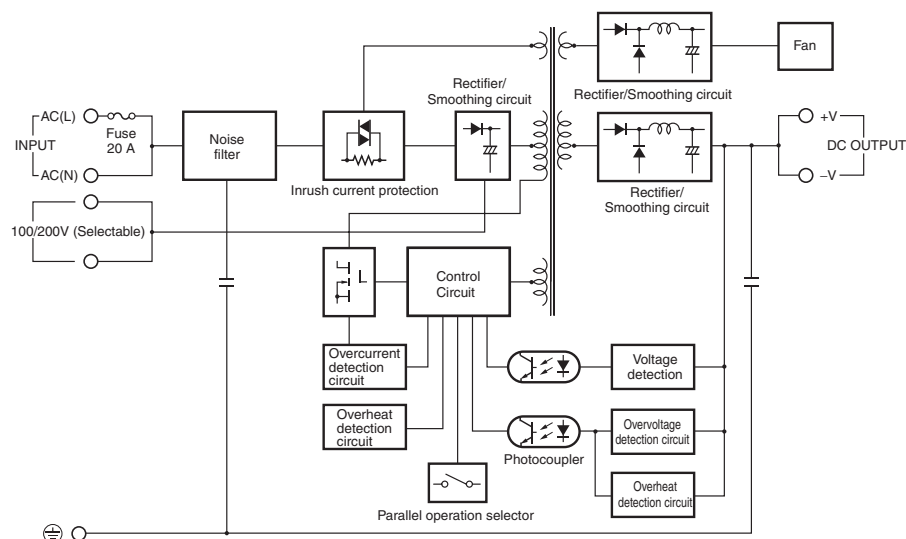 Fan
Rectifier/Smoothing circuit
Rectifier/
Smoothing circuit
AC(L)
Fuse
20 A
INPUT
AC(N)
Noise
filter
Inrush current protection
+V
DC OUTPUT
–V
Rectifier/
Smoothing circuit
100/200V (Selectable)
Control
Circuit
Overcurrent
detection
circuit
Voltage
detection
Overheat
detection
circuit
Overvoltage
detection circuit
Photocoupler
Overheat
detection circuit
Parallel operation selector